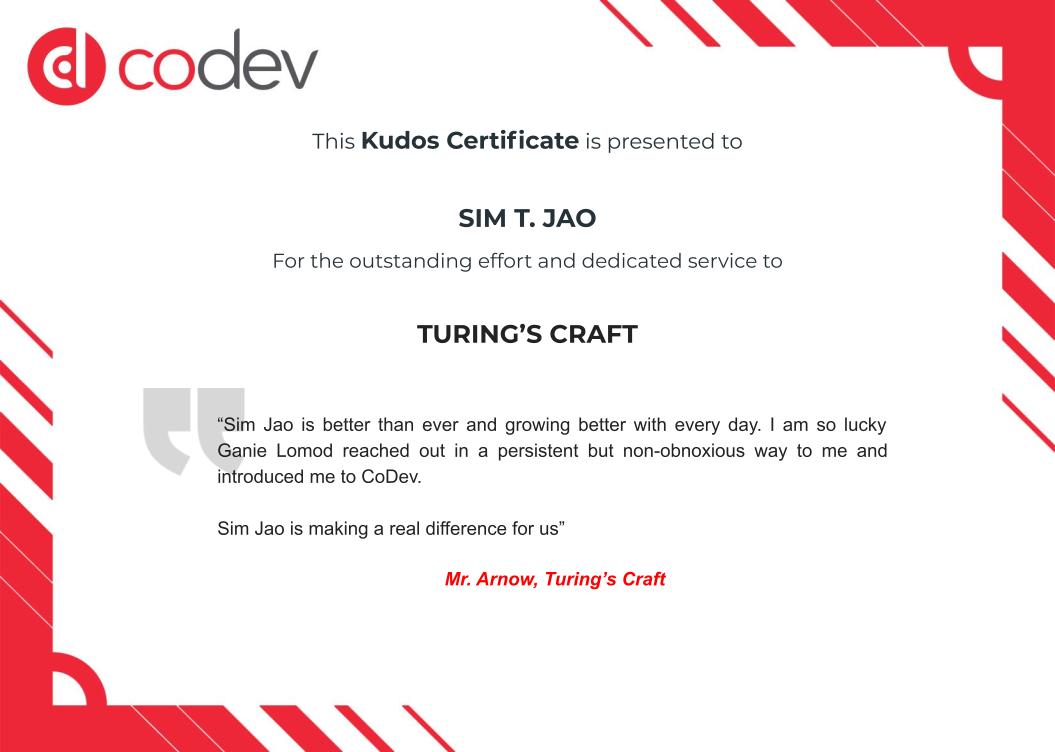 codev
This Kudos Certificate is presented to
SIM T. JAO
For the outstanding effort and dedicated service to
TURING’S CRAFT
“Sim Jao is better than ever and growing better with every day. I am so lucky
Ganie Lomod reached out in a persistent but non-obnoxious way to me and
introduced me to CoDev.
Sim Jao is making a real difference for us”
Mr. Arnow, Turing’s Craft